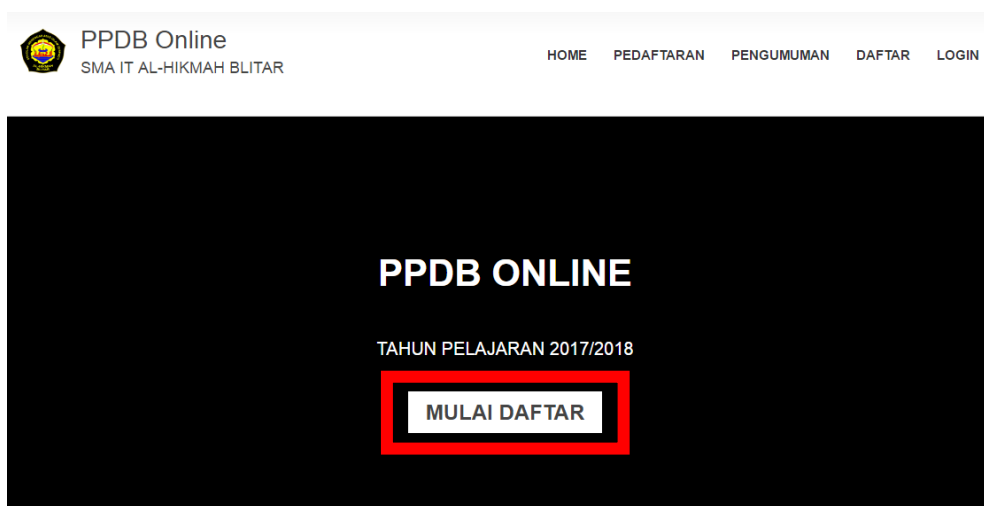 PPDB Online
SMA IT AL-HIKMAH BLITAR
HOME PEDAFTARAN PENGUMUMAN DAFTAR LOGIN
PPDB ONLINE
TAHUN PELAJARAN 2017/2018
MULAI DAFTAR